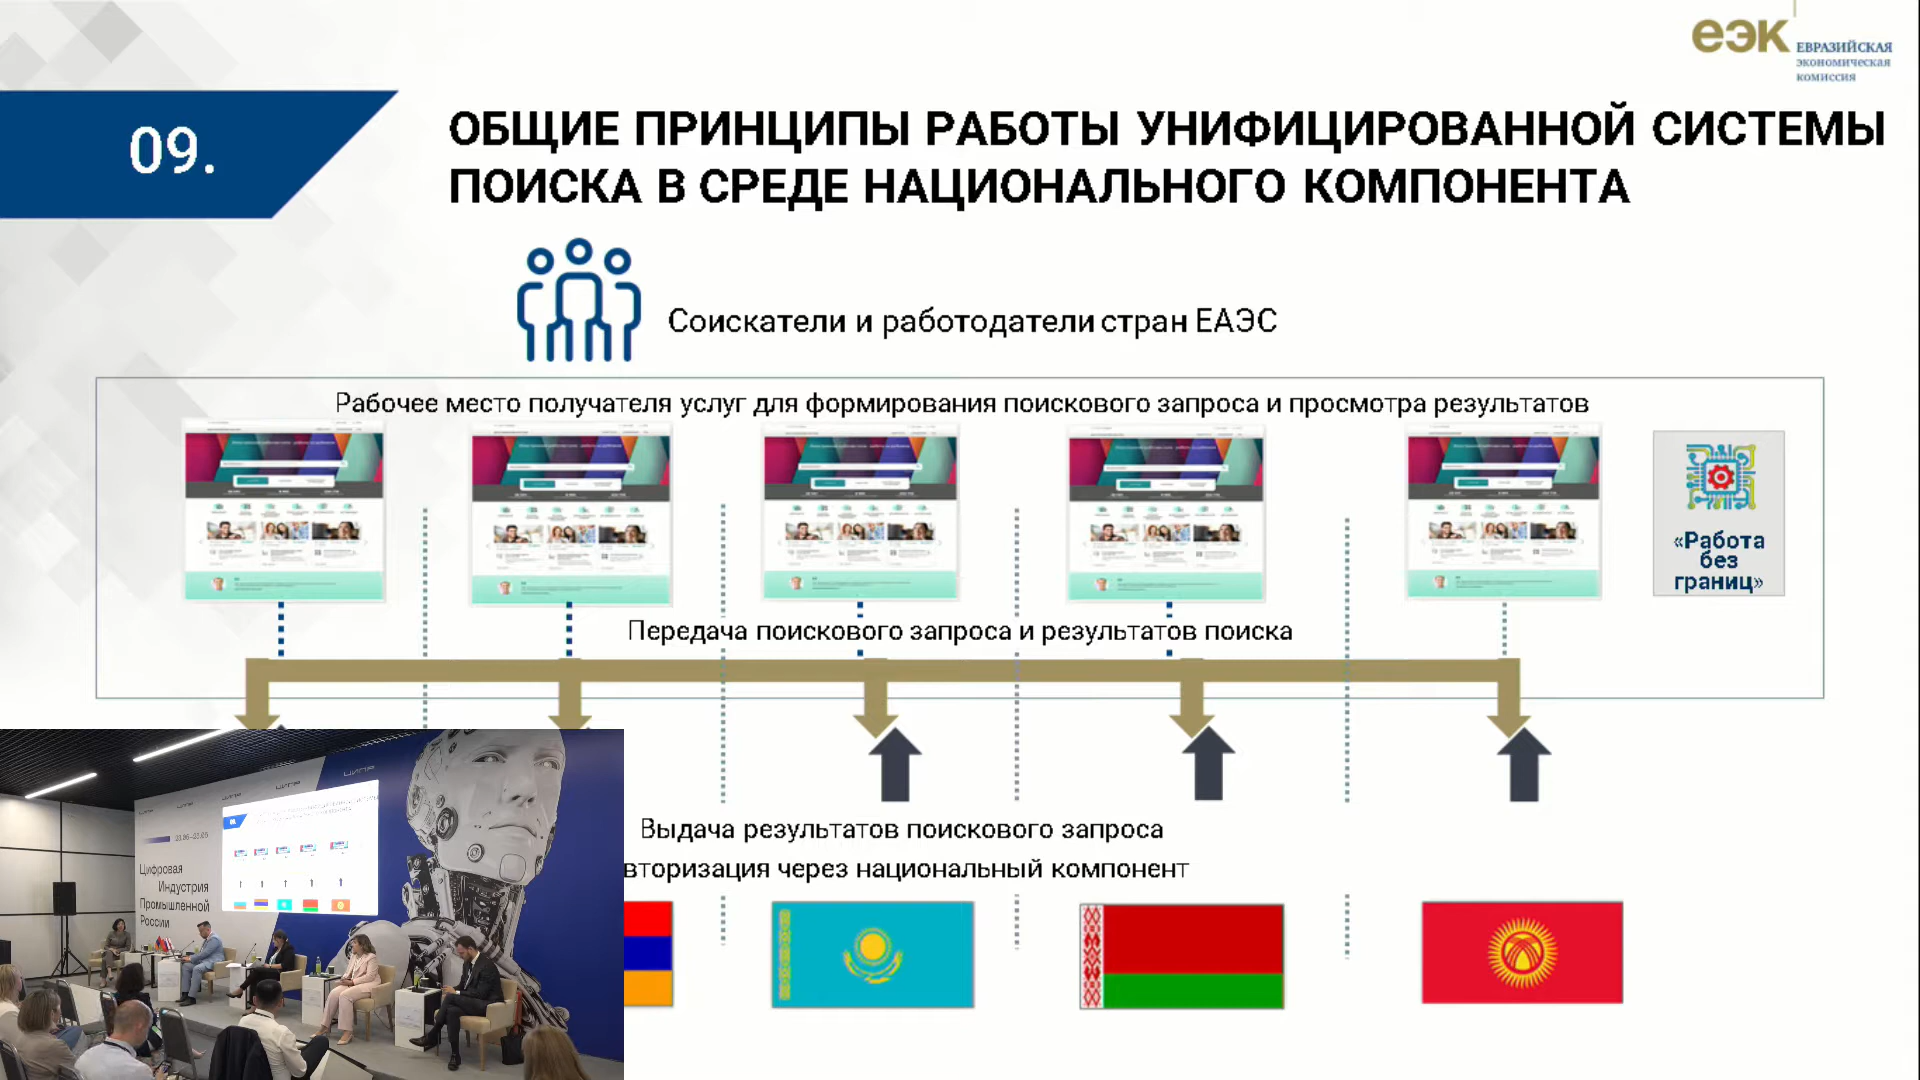 еэк
ЕВРАЗИЙСКАЯ
экономическая
комиссия
09.
ОБЩИЕ ПРИНЦИПЫ РАБОТЫ УНИФИЦИРОВАННОЙ СИСТЕМЫ
ПОИСКА В СРЕДЕ НАЦИОНАЛЬНОГО КОМПОНЕНТА
Соискатели и работодатели стран ЕАЭС
Рабочее место получателя услуг для формирования поискового запроса и просмотра результатов
«Работа
без
границ»
Передача поискового запроса и результатов поиска
Выдача результатов поискового запроса
вторизация через национальный компонент
ЦИПР
Цифровая
Индустрия
Промышленной
России